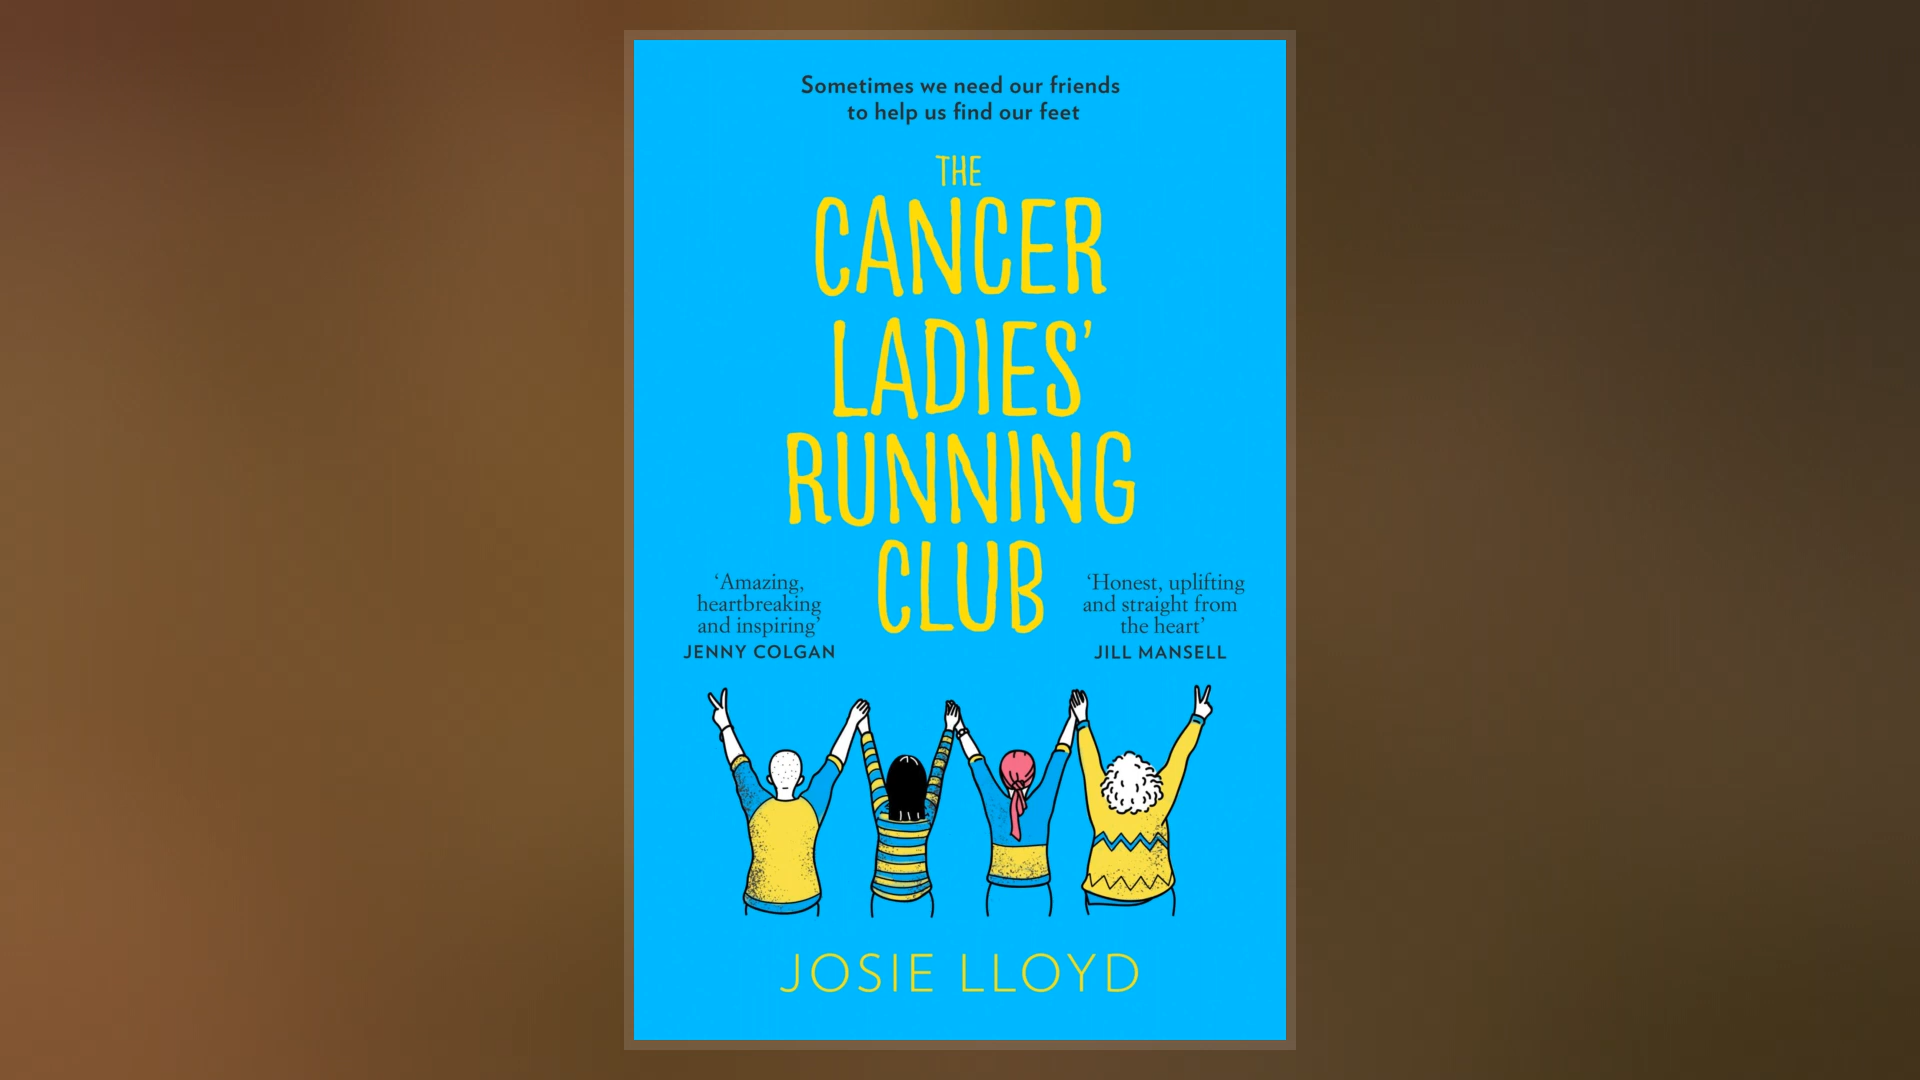 Sometimes we need our friends
to help us find our feet
THE
CANCER
LADIES’
RUNNING
CLUB
‘Amazing,
heartbreaking
and inspiring’
JENNY COLGAN
‘Honest, uplifting
and straight from
the heart’
JILL MANSELL
JOSIE LLOYD